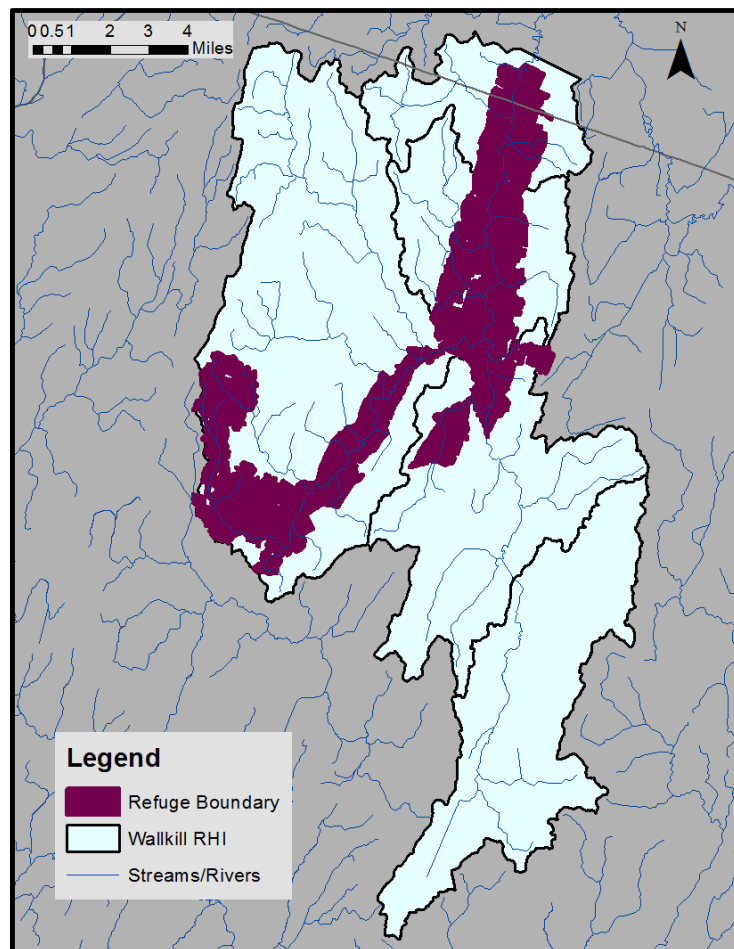 0 0.5 1 2 3 4
Miles
N
Legend
Refuge Boundary
Wallkill RHI
Streams/Rivers